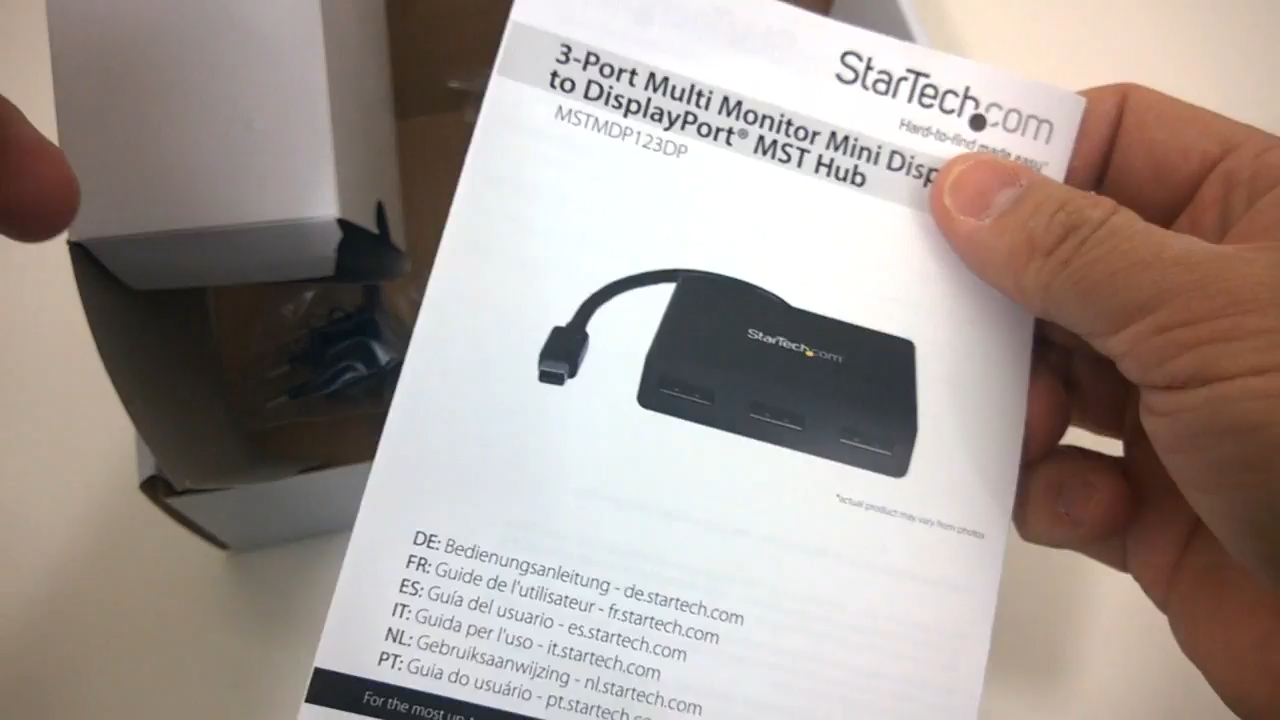 StarTech.com
Hard-to-find made easy
3-Port Multi Monitor Mini Disp
to DisplayPort® MST Hub
MSTMDP123DP
StarTech.com
*actual product may vary from photos
DE: Bedienungsanleitung - de.startech.com
FR: Guide de l'utilisateur - fr.startech.com
ES: Guía del usuario - es.startech.com
IT: Guida per l'uso - it.startech.com
NL: Gebruiksaanwijzing - nl.startech.com
PT: Guia do usuário - pt.startech
For the most up